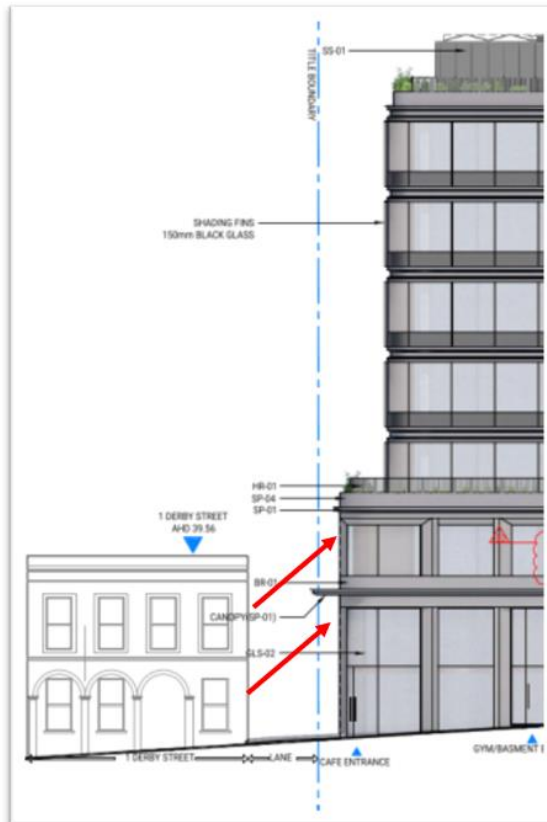 SS-01
TITLE BOUNDARY
SHADING FINS
150mm BLACK GLASS
HR-01
SP-04
SP-01
1 DERBY STREET
AHD 39.56
BR-01
CANOPY(SP-01)
GLS-02
1 DERBY STREET
LANE
CAFE ENTRANCE
GYM/BASMENT